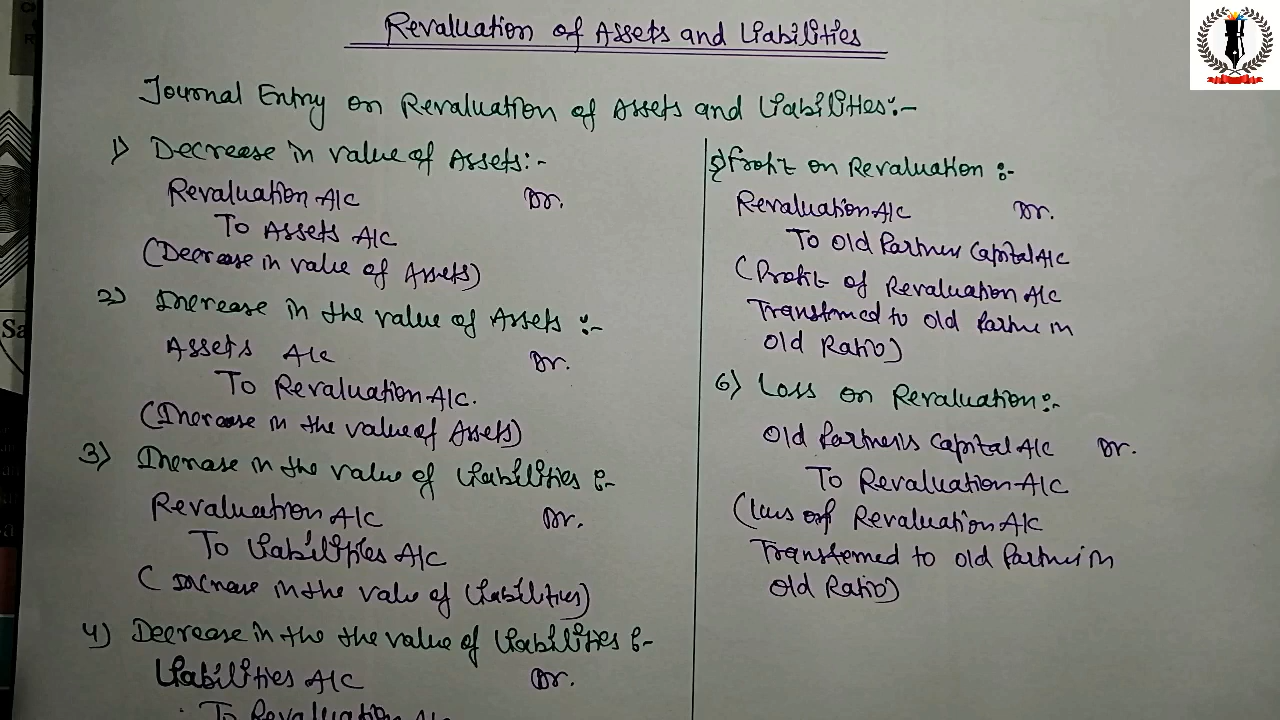 Revaluation of Assets and Liabilities
Journal Entry on Revaluation of Assets and Liabilities:-
1) Decrease in value of Assets:-
Revaluation A/c Dr.
To Assets A/c
(Decrease in value of Assets)
2) Increase in the value of Assets :-
Assets A/c Dr.
To Revaluation A/c.
(Increase in the value of Assets)
3) Increase in the value of Liabilities :-
Revaluation A/c Dr.
To Liabilities A/c
(Increase in the value of Liabilities)
4) Decrease in the the value of Liabilities :-
Liabilities A/c Dr.
To Revaluation A/c
5) Profit on Revaluation :-
Revaluation A/c Dr.
To Old Partners Capital A/c
(Profit of Revaluation A/c
Transferred to old Partner in
old Ratio)
6) Loss on Revaluation:-
Old Partner's Capital A/c Dr.
To Revaluation A/c
(Loss of Revaluation A/c
Transferred to old Partner in
old Ratio)
Sa